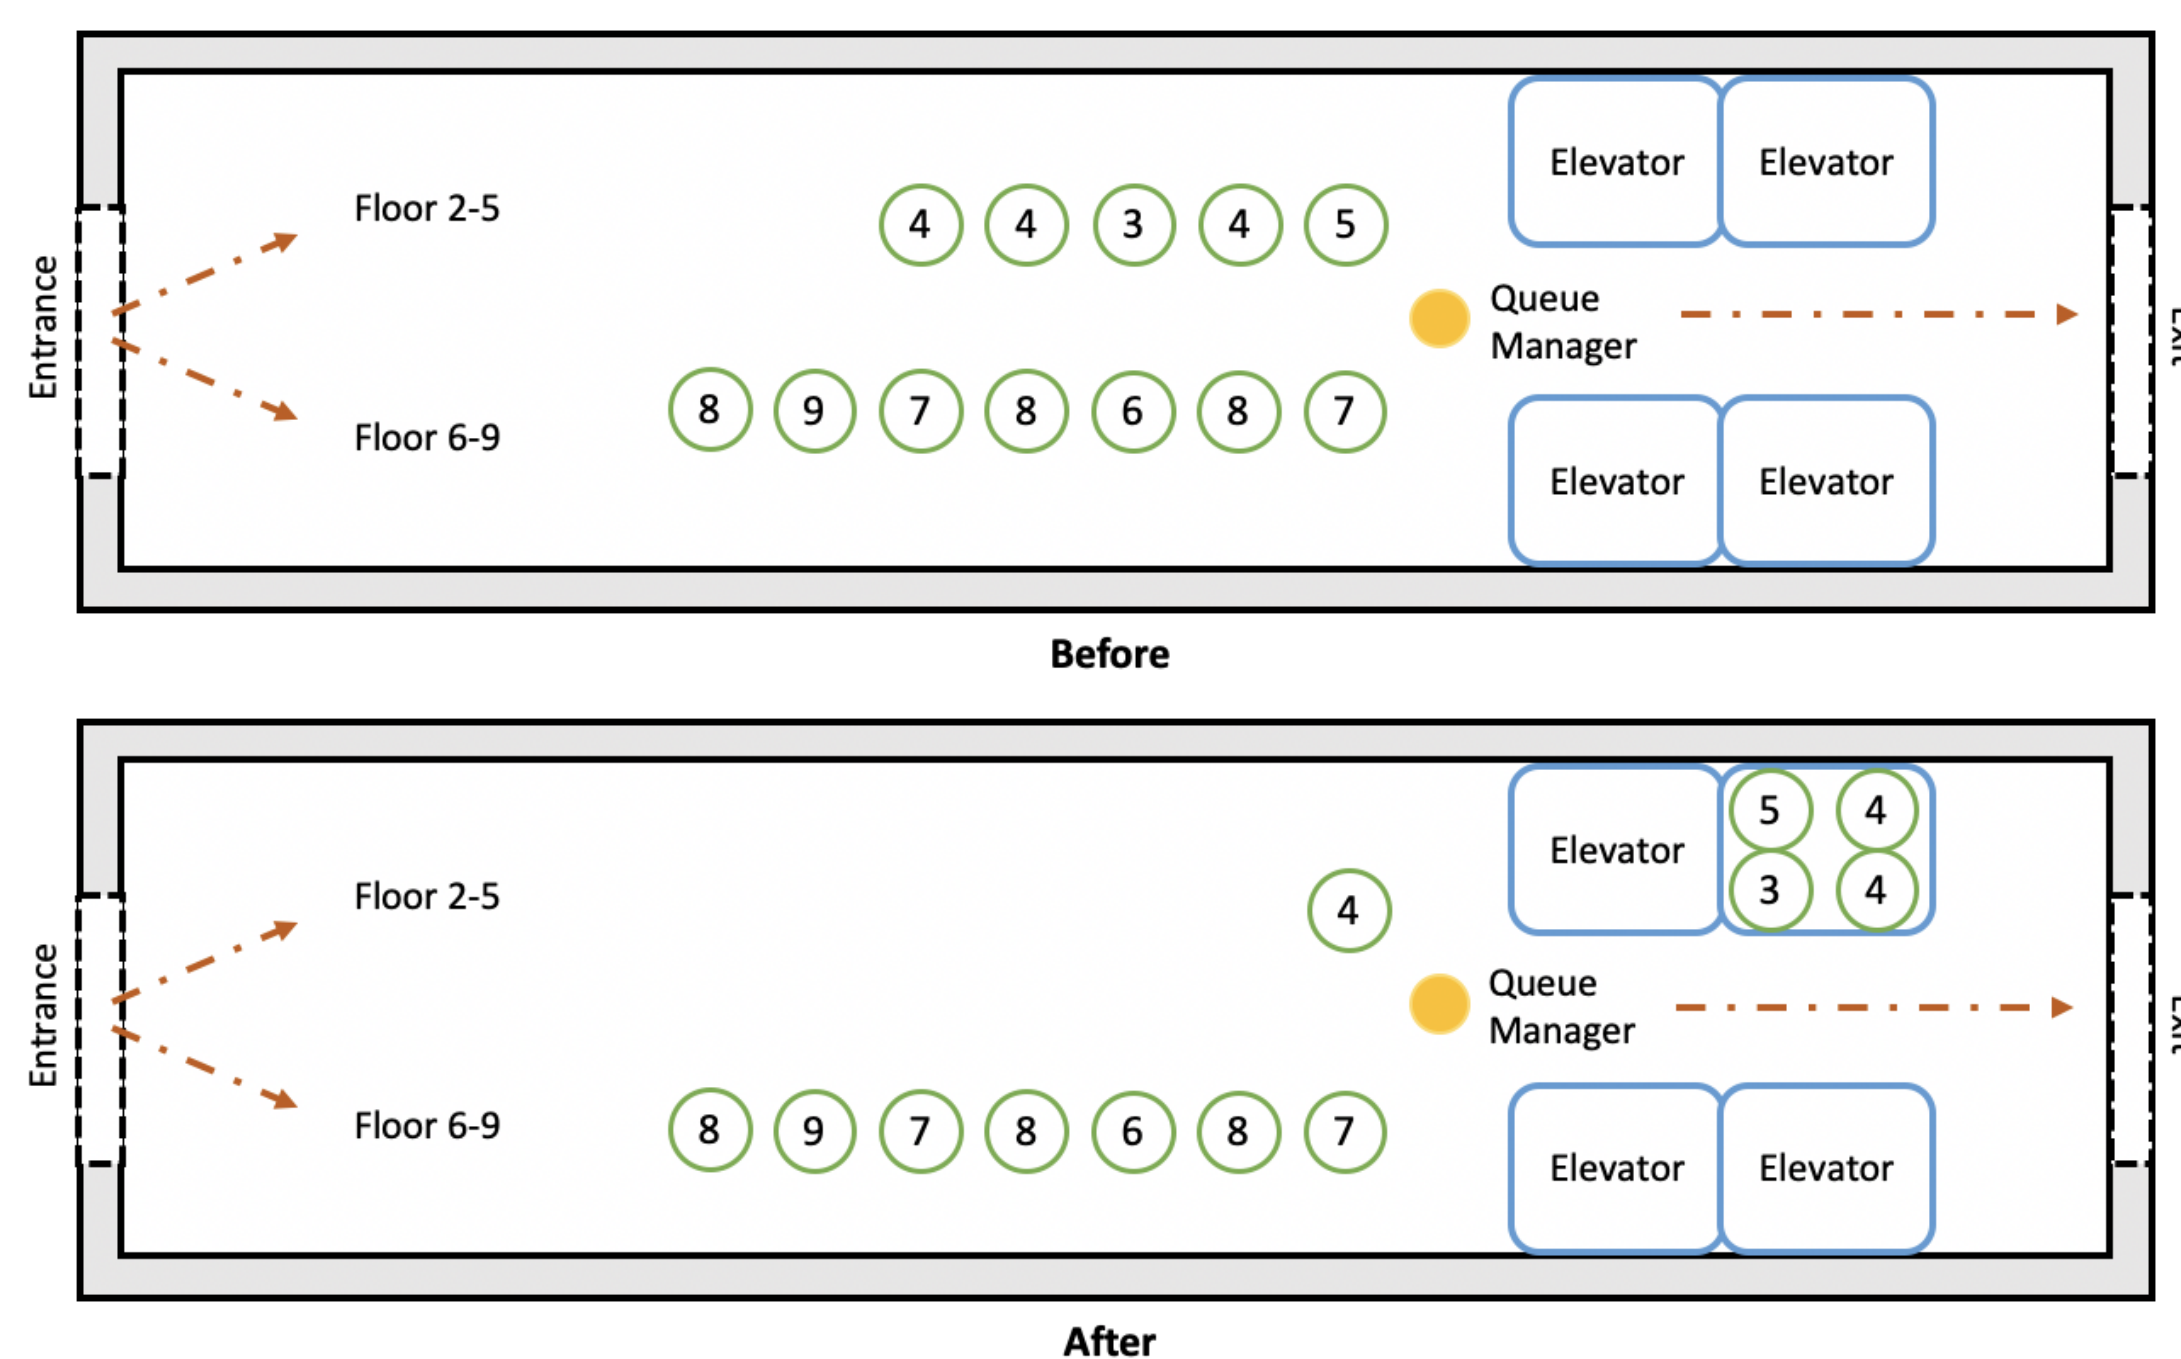 Entrance
Floor 2-5
4 4 3 4 5
Elevator Elevator
Queue
Manager
Floor 6-9
8 9 7 8 6 8 7
Elevator Elevator
Before
Entrance
Floor 2-5
4
Elevator
5 4
3 4
Queue
Manager
Floor 6-9
8 9 7 8 6 8 7
Elevator Elevator
After